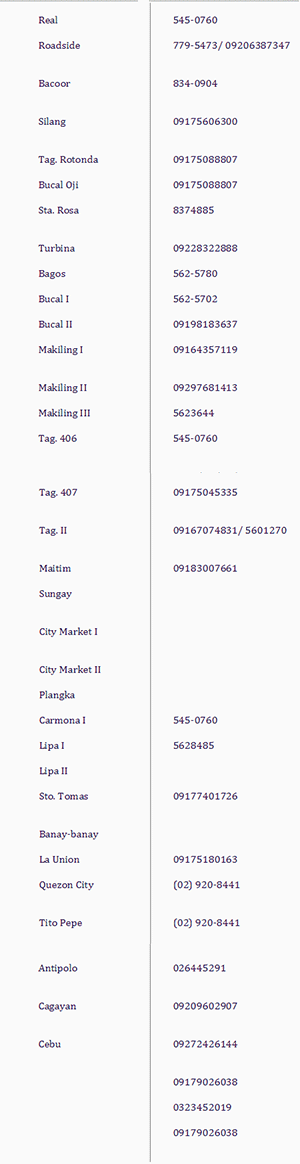 Real 545-0760
Roadside 779-5473/ 09206387347
Bacoor 834-0904
Silang 09175606300
Tag. Rotonda 09175088807
Bucal Oji 09175088807
Sta. Rosa 8374885
Turbina 09228322888
Bagos 562-5780
Bucal I 562-5702
Bucal II 09198183637
Makiling I 09164357119
Makiling II 09297681413
Makiling III 5623644
Tag. 406 545-0760
Tag. 407 09175045335
Tag. II 09167074831/ 5601270
Maitim 09183007661
Sungay
City Market I
City Market II
Plangka
Carmona I 545-0760
Lipa I 5628485
Lipa II
Sto. Tomas 09177401726
Banay-banay
La Union 09175180163
Quezon City (02) 920-8441
Tito Pepe (02) 920-8441
Antipolo 026445291
Cagayan 09209602907
Cebu 09272426144
09179026038
0323452019
09179026038